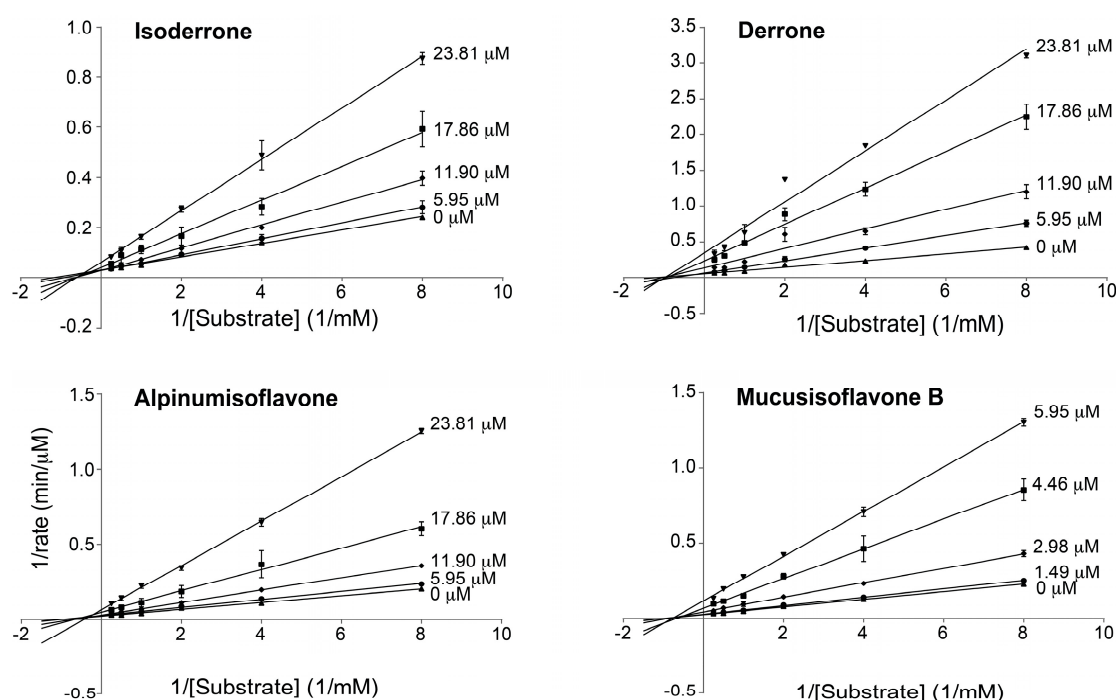 Isoderrone
1.0
0.8
0.6
0.4
0.2
-0.2
-2
2
4
6
8
10
23.81 μM
17.86 μM
11.90 μM
5.95 μM
0 μM
1/[Substrate] (1/mM)
Derrone
3.5
3.0
2.5
2.0
1.5
1.0
0.5
-0.5
-2
2
4
6
8
10
23.81 μM
17.86 μM
11.90 μM
5.95 μM
0 μM
1/[Substrate] (1/mM)
Alpinumisoflavone
1/rate (min/μM)
1.5
1.0
0.5
-0.5
-2
2
4
6
8
10
23.81 μM
17.86 μM
11.90 μM
5.95 μM
0 μM
1/[Substrate] (1/mM)
Mucusisoflavone B
1.5
1.0
0.5
-0.5
-2
2
4
6
8
10
5.95 μM
4.46 μM
2.98 μM
1.49 μM
0 μM
1/[Substrate] (1/mM)